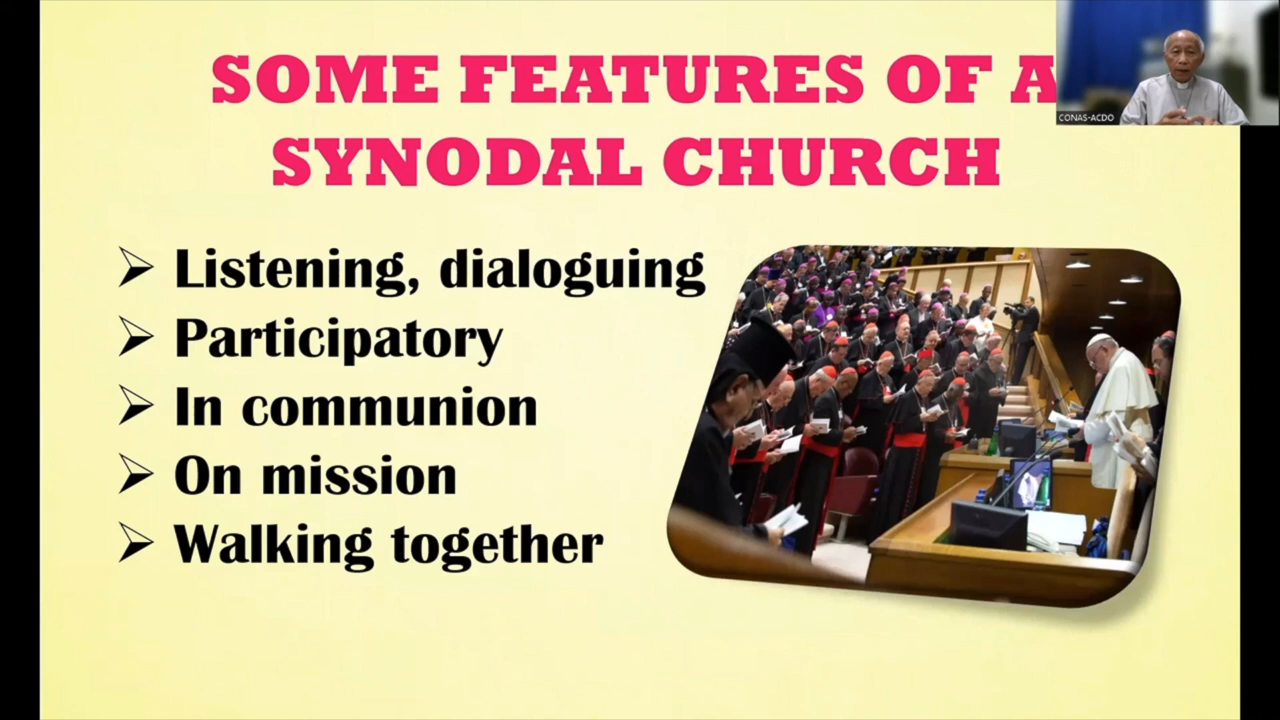 SOME FEATURES OF A
SYNODAL CHURCH
CONAS-ACDO
Listening, dialoguing
Participatory
In communion
On mission
Walking together